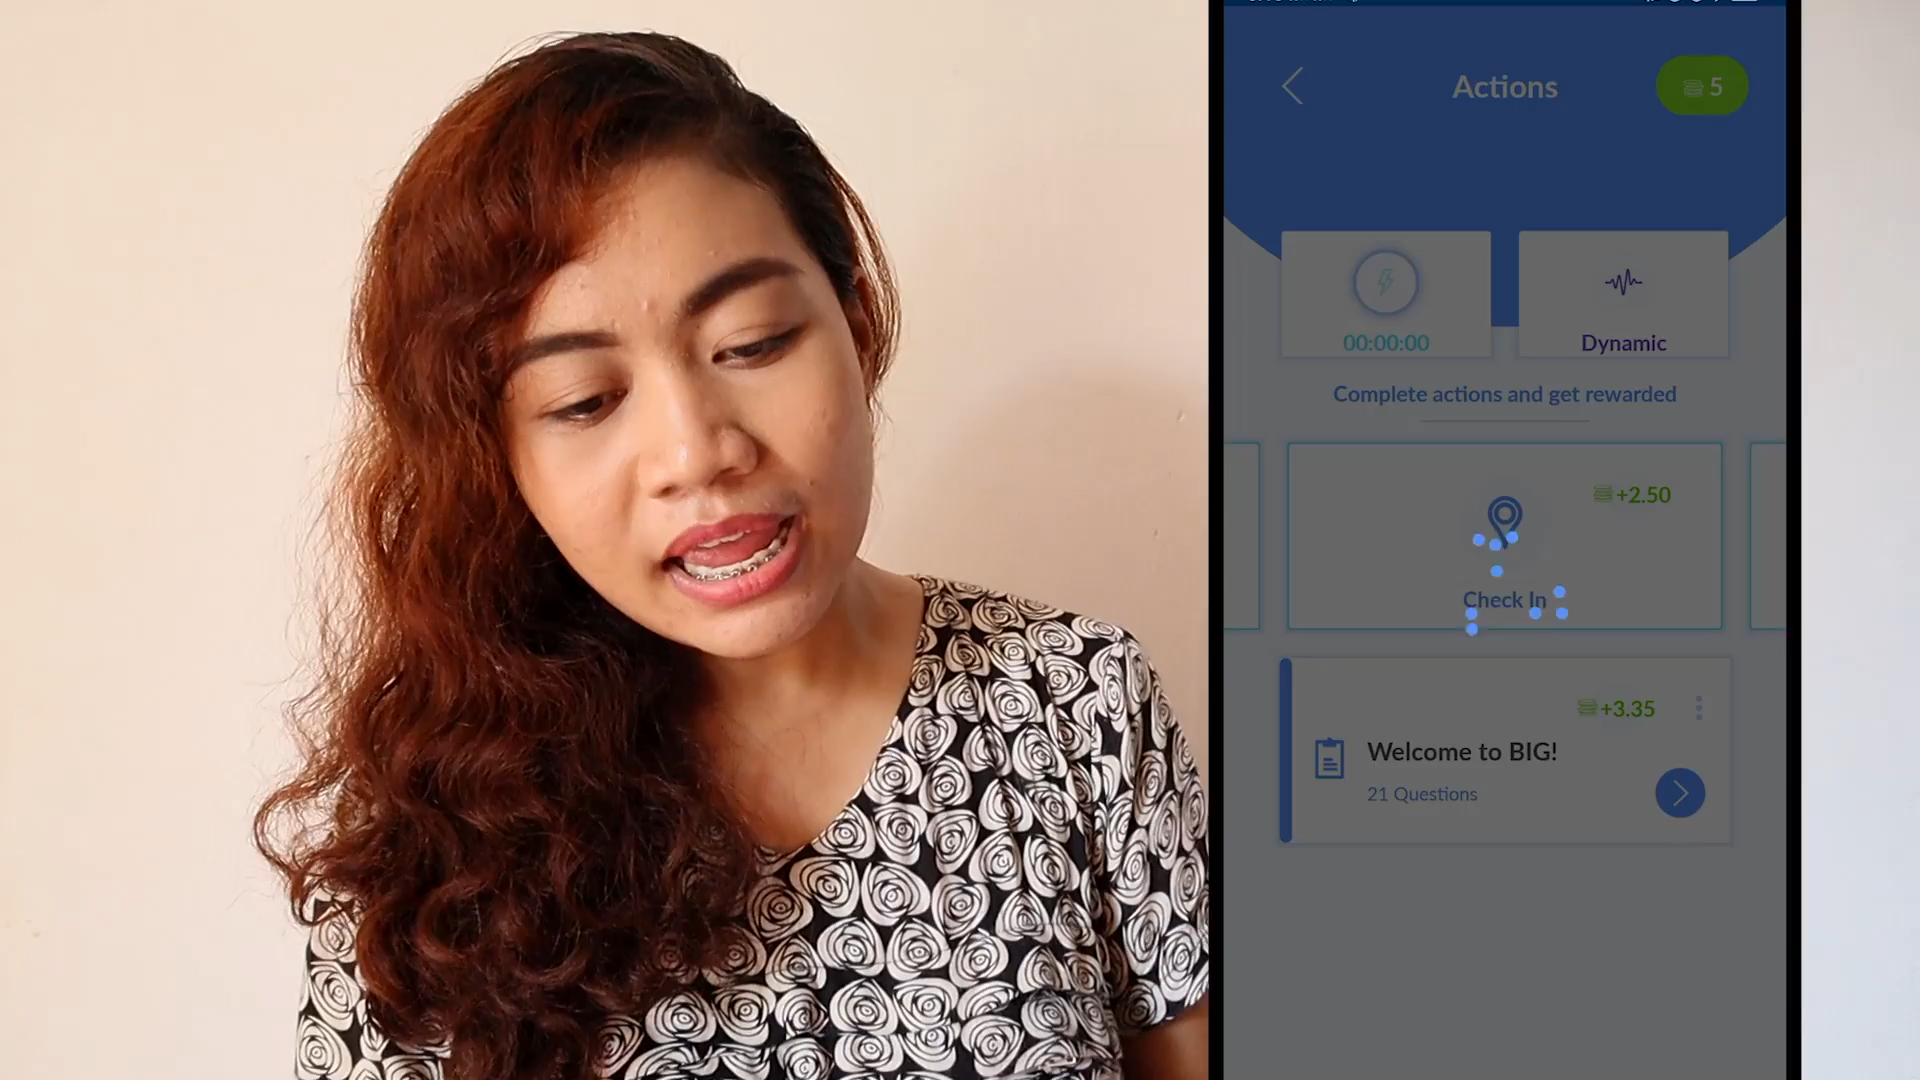 Actions
5
00:00:00
Dynamic
Complete actions and get rewarded
+2.50
Check In
+3.35
Welcome to BIG!
21 Questions